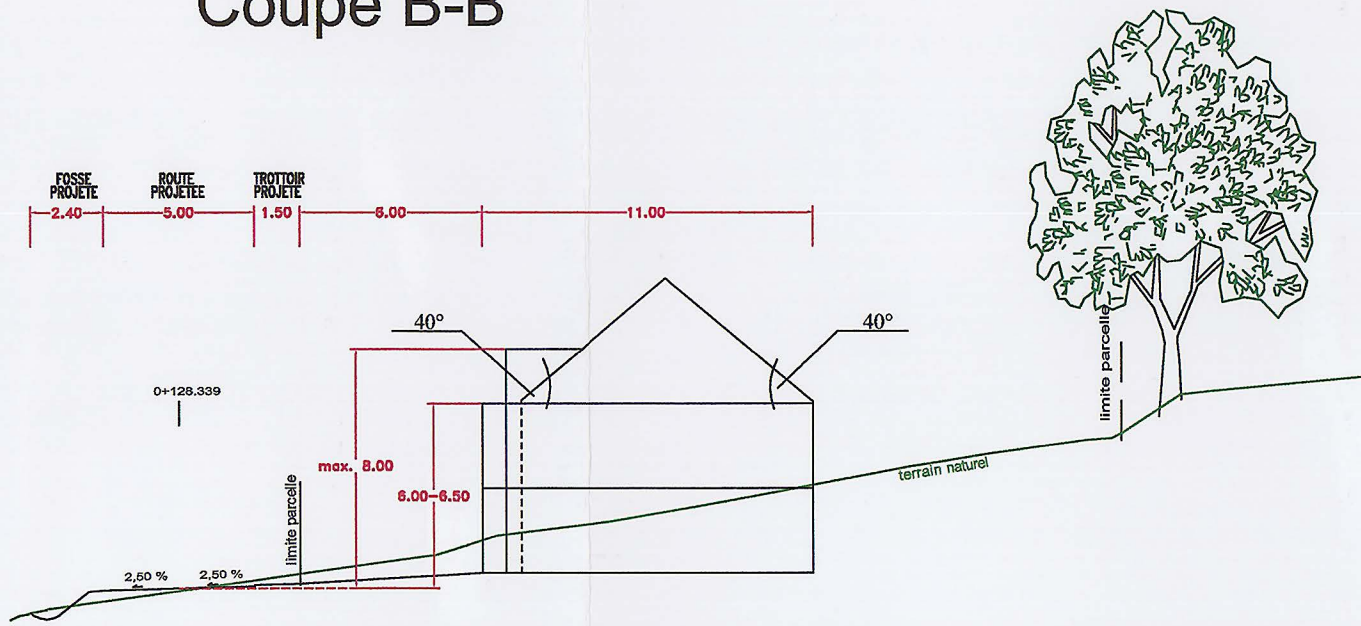 Coupe B-B
FOSSE
PROJETE
ROUTE
PROJETEE
TROTTOIR
PROJETE
2.40
5.00
1.50
6.00
11.00
40°
40°
0+128.339
max. 8.00
6.00-6.50
limite parcelle
limite parcelle
terrain naturel
2,50 %
2,50 %